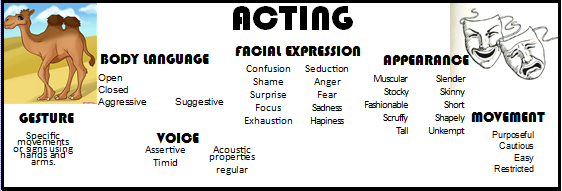 ACTING
BODY LANGUAGE
Open
Closed
Aggressive Suggestive
FACIAL EXPRESSION
Confusion Seduction
Shame Anger
Surprise Fear
Focus Sadness
Exhaustion Hapiness
APPEARANCE
Muscular Slender
Stocky Skinny
Fashionable Short
Scruffy Shapely
Tall Unkempt
GESTURE
Specific
movements
or signs using
hands and
arms.
VOICE
Assertive Acoustic
properties
Timid
regular
MOVEMENT
Purposeful
Cautious
Easy
Restricted